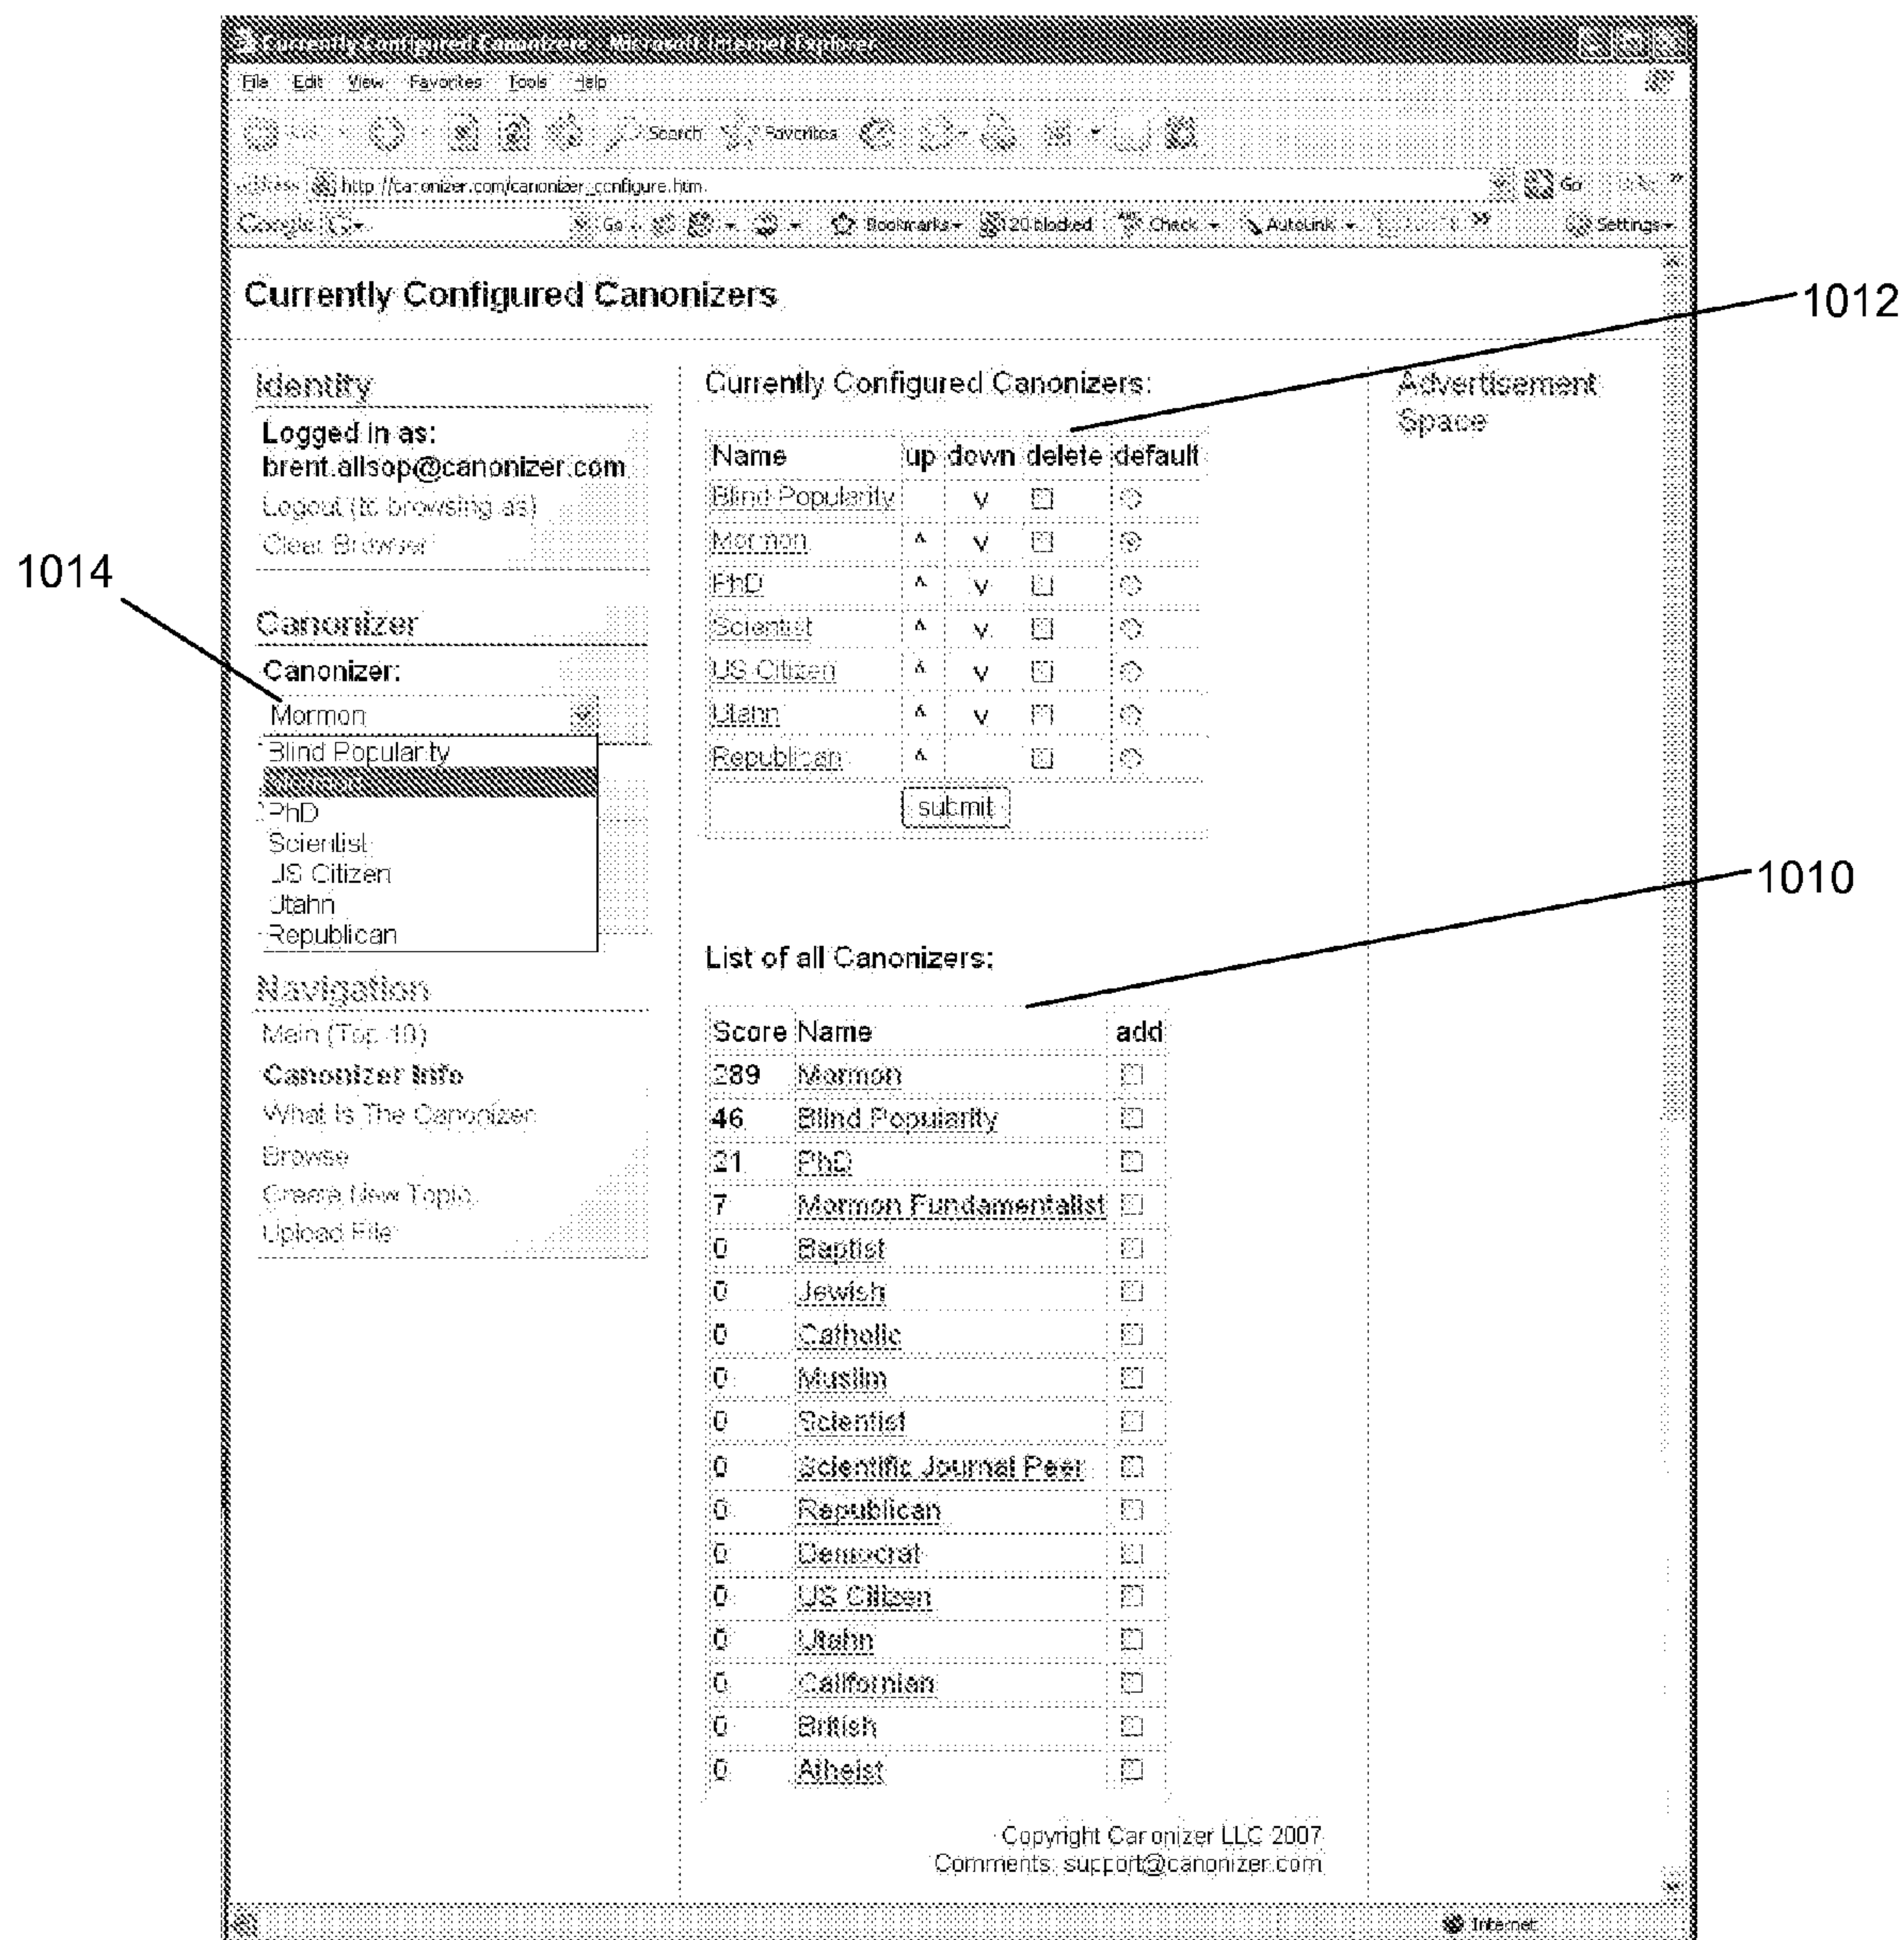 Currently Configured Canonizers - Microsoft Internet Explorer
File Edit View Favorites Tools Help
Search Favorites
Address http://canonizer.com/canonizer_configure.htm Go
Google Go Bookmarks 20 blocked Check AutoLink Settings
Currently Configured Canonizers
1012
Identity
Logged in as:
brent.allsop@canonizer.com
Logout (to browsing as)
Clear Browser
1014
Canonizer
Canonizer:
Mormon
Blind Popularity
Mormon
PhD
Scientist
US Citizen
Utahn
Republican
Navigation
Main (Top 10)
Canonizer Info
What Is The Canonizer
Browse
Create New Topic
Upload File
Currently Configured Canonizers:
Name up down delete default
Blind Popularity v
Mormon ^ v
PhD ^ v
Scientist ^ v
US Citizen ^ v
Utahn ^ v
Republican ^
submit
1010
List of all Canonizers:
Score Name add
289 Mormon
46 Blind Popularity
21 PhD
7 Mormon Fundamentalist
0 Baptist
0 Jewish
0 Catholic
0 Muslim
0 Scientist
0 Scientific Journal Peer
0 Republican
0 Democrat
0 US Citizen
0 Utahn
0 Californian
0 British
0 Atheist
Advertisement
Space
Copyright Canonizer LLC 2007
Comments: support@canonizer.com
Internet